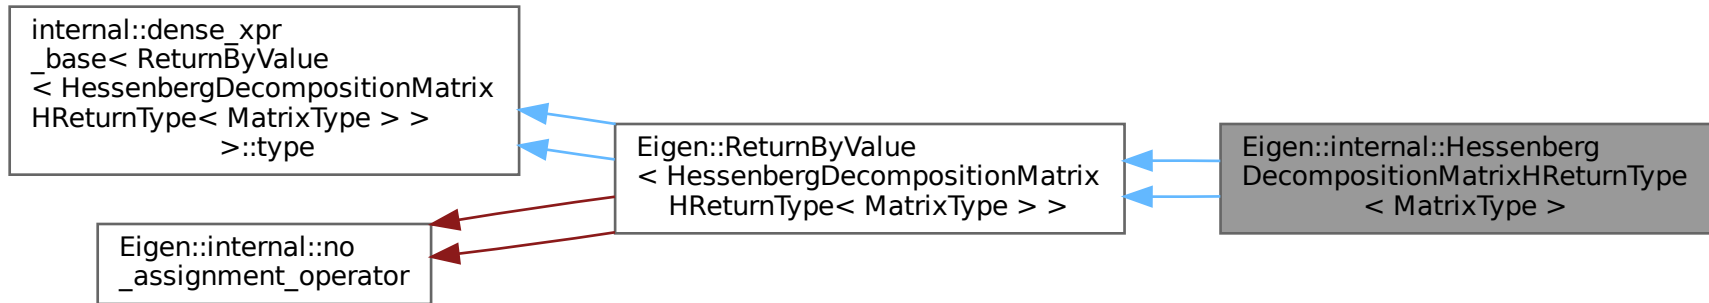 internal::dense_xpr
_base< ReturnByValue
< HessenbergDecompositionMatrix
HReturnType< MatrixType > >
>::type
Eigen::internal::no
_assignment_operator
Eigen::ReturnByValue
< HessenbergDecompositionMatrix
HReturnType< MatrixType > >
Eigen::internal::Hessenberg
DecompositionMatrixHReturnType
< MatrixType >